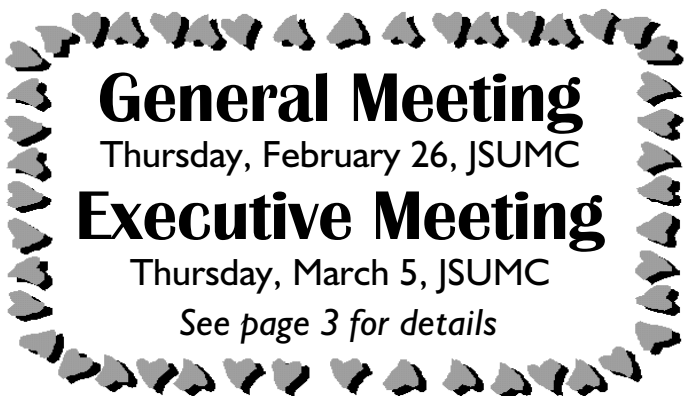 General Meeting
Thursday, February 26, JSUMC
Executive Meeting
Thursday, March 5, JSUMC
See page 3 for details